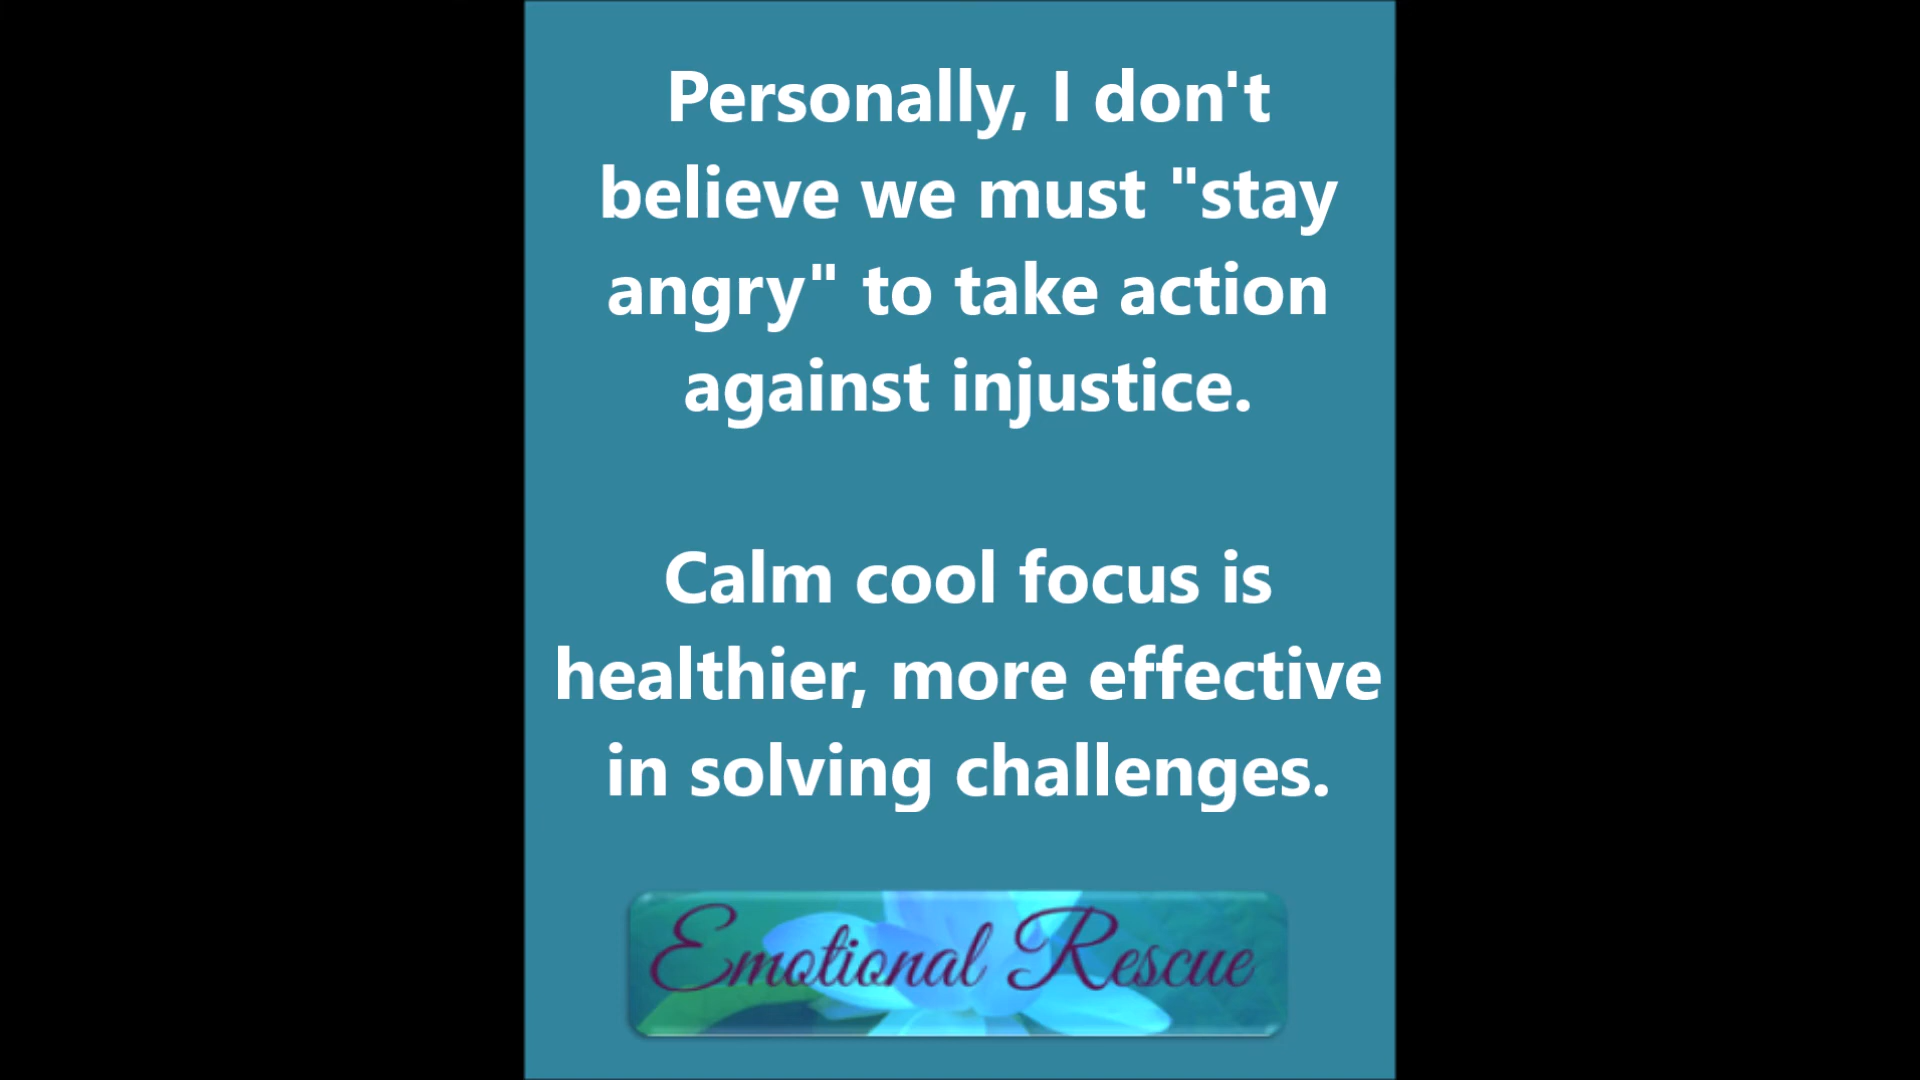 Personally, I don't
believe we must "stay
angry" to take action
against injustice.
Calm cool focus is
healthier, more effective
in solving challenges.
Emotional Rescue